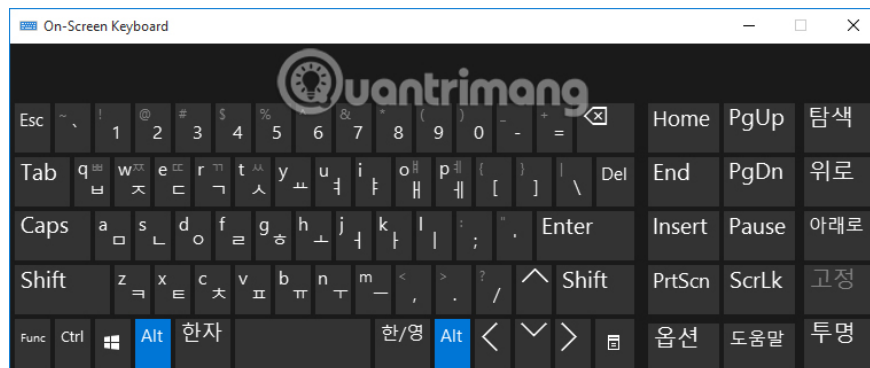 On-Screen Keyboard
Quantrimang
Esc ~ ` ! 1 @ 2 # 3 $ 4 % 5 ^ 6 & 7 * 8 ( 9 ) 0 _ - + = Home PgUp 탐색
Tab q ㅃ ㅂ w ㅉ ㅈ e ㄸ ㄷ r ㄲ ㄱ t ㅆ ㅅ y ㅛ u ㅕ i ㅑ o ㅒ ㅐ p ㅖ ㅔ { [ } ] | \ Del End PgDn 위로
Caps a ㅁ s ㄴ d ㅇ f ㄹ g ㅎ h ㅗ j ㅓ k ㅏ l ㅣ : ; " ' Enter Insert Pause 아래로
Shift z ㅋ x ㅌ c ㅊ v ㅍ b ㅠ n ㅜ m ㅡ < , > . ? / Shift PrtScn ScrLk 고정
Func Ctrl Alt 한자 한/영 Alt 옵션 도움말 투명